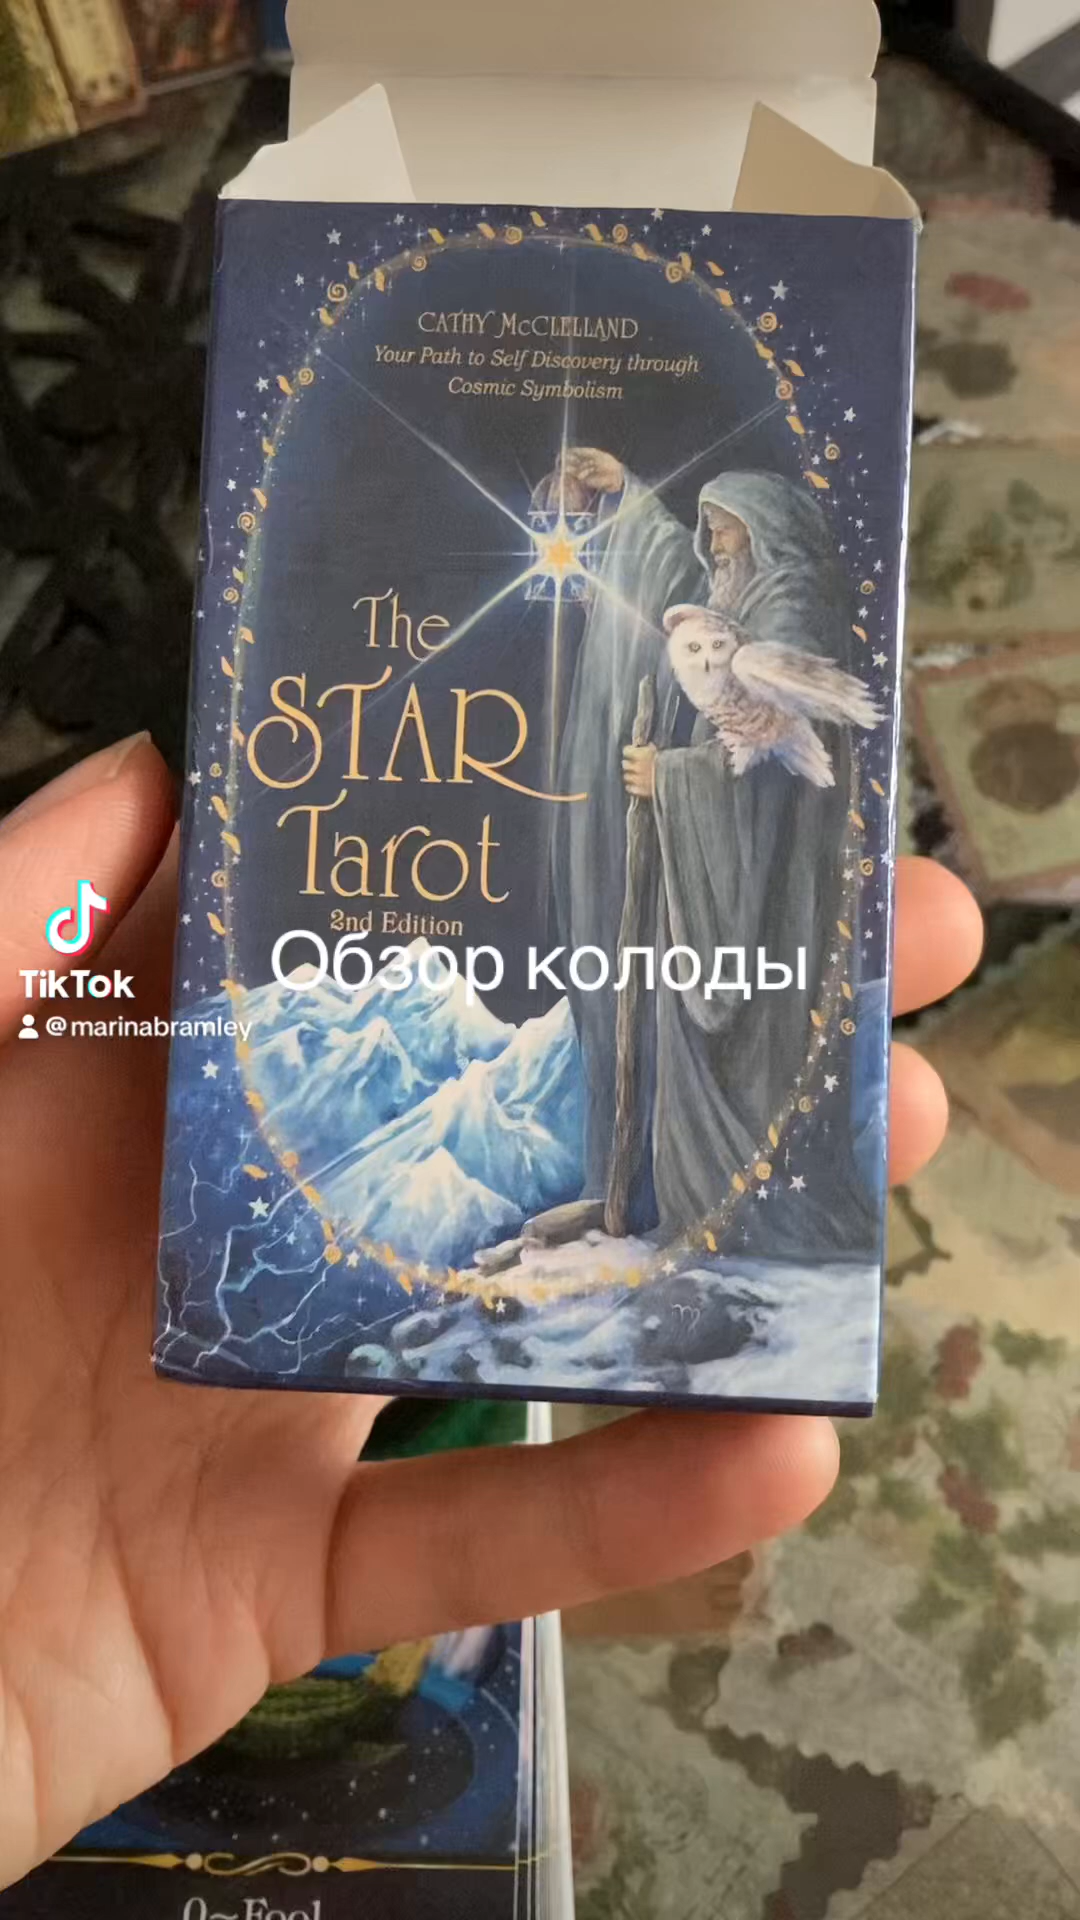 CATHY McCLELLAND
Your Path to Self Discovery through
Cosmic Symbolism
The
STAR
Tarot
2nd Edition
Обзор колоды
TikTok
@marinabramley
♍
0~Fool